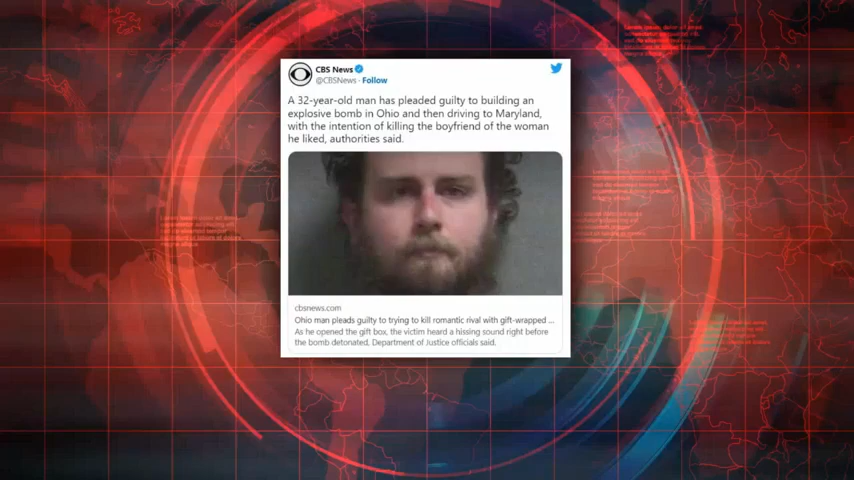 CBS News
@CBSNews · Follow
A 32-year-old man has pleaded guilty to building an
explosive bomb in Ohio and then driving to Maryland,
with the intention of killing the boyfriend of the woman
he liked, authorities said.
cbsnews.com
Ohio man pleads guilty to trying to kill romantic rival with gift-wrapped ...
As he opened the gift box, the victim heard a hissing sound right before
the bomb detonated, Department of Justice officials said.